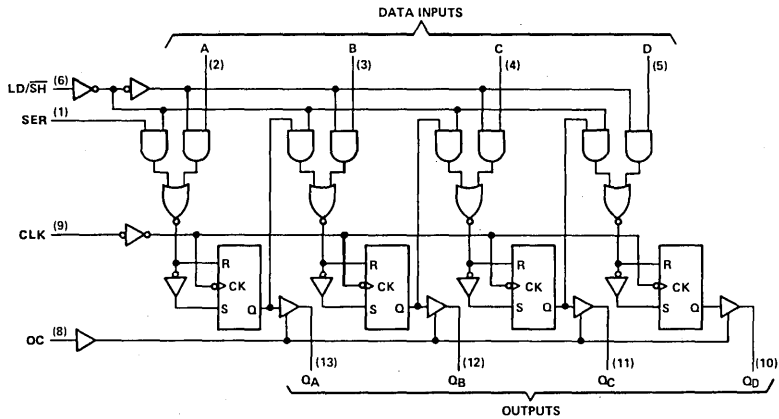 DATA INPUTS
A B C D
(2) (3) (4) (5)
LD/SH (6)
SER (1)
CLK (9)
R R R R
CK CK CK CK
S Q S Q S Q S Q
OC (8)
(13) (12) (11) (10)
QA QB QC QD
OUTPUTS